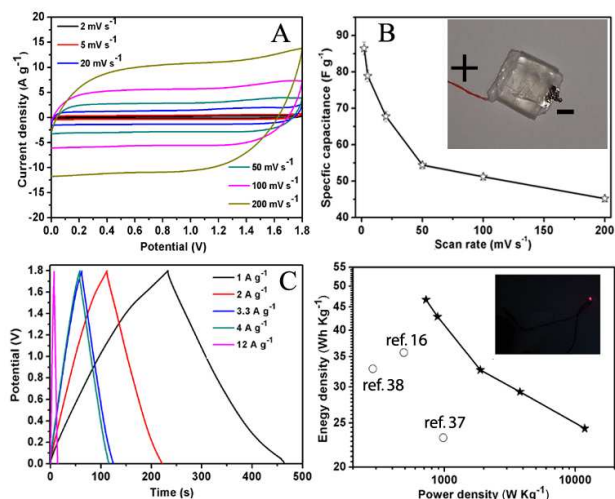 A
2 mV s⁻¹
5 mV s⁻¹
20 mV s⁻¹
50 mV s⁻¹
100 mV s⁻¹
200 mV s⁻¹
Current density (A g⁻¹)
25
20
15
10
5
0
-5
-10
-15
-20
0.0 0.2 0.4 0.6 0.8 1.0 1.2 1.4 1.6 1.8
Potential (V)
B
+
-
Specfic capacitance (F g⁻¹)
100
90
80
70
60
50
40
0 50 100 150 200
Scan rate (mV s⁻¹)
C
1 A g⁻¹
2 A g⁻¹
3.3 A g⁻¹
4 A g⁻¹
12 A g⁻¹
Potential (V)
1.8
1.6
1.4
1.2
1.0
0.8
0.6
0.4
0.2
0.0
0 100 200 300 400 500
Time (s)
Enegy density (Wh Kg⁻¹)
55
50
45
40
35
30
25
20
ref. 16
ref. 38
ref. 37
1000 10000
Power density (W Kg⁻¹)